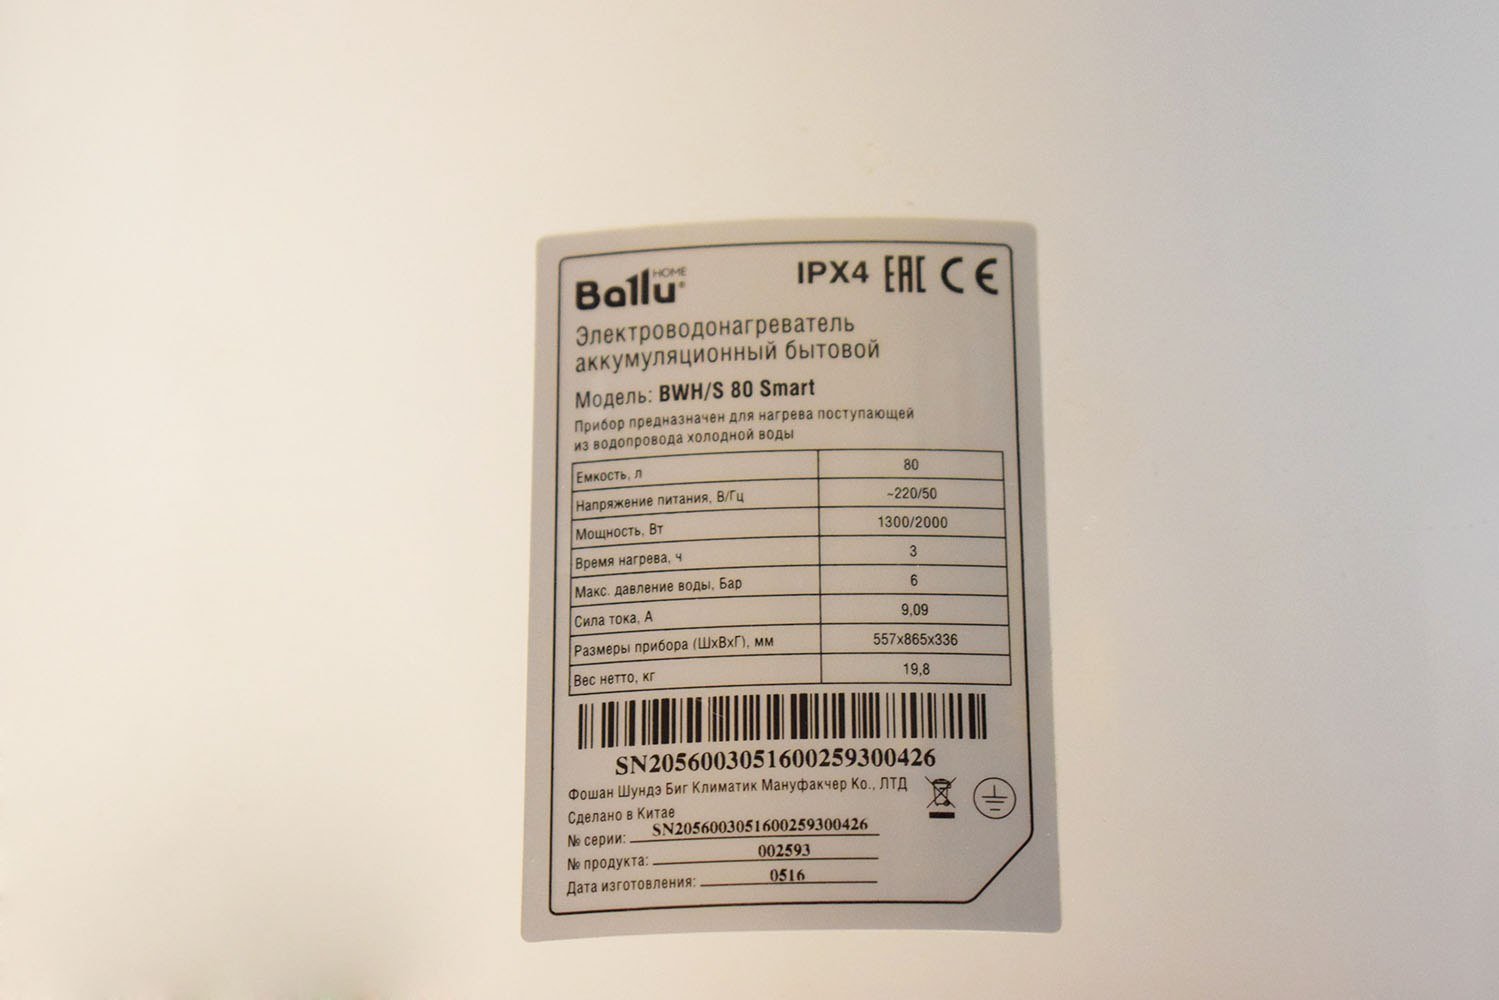 Ballu HOME®
IPX4 EAC CE
Электроводонагреватель
аккумуляционный бытовой
Модель: BWH/S 80 Smart
Прибор предназначен для нагрева поступающей
из водопровода холодной воды
Емкость, л 80
Напряжение питания, В/Гц ~220/50
Мощность, Вт 1300/2000
Время нагрева, ч 3
Макс. давление воды, Бар 6
Сила тока, А 9,09
Размеры прибора (ШхВхГ), мм 557х865х336
Вес нетто, кг 19,8
SN2056003051600259300426
Фошан Шундэ Биг Климатик Мануфакчер Ко., ЛТД
Сделано в Китае
№ серии: SN2056003051600259300426
№ продукта: 002593
Дата изготовления: 0516